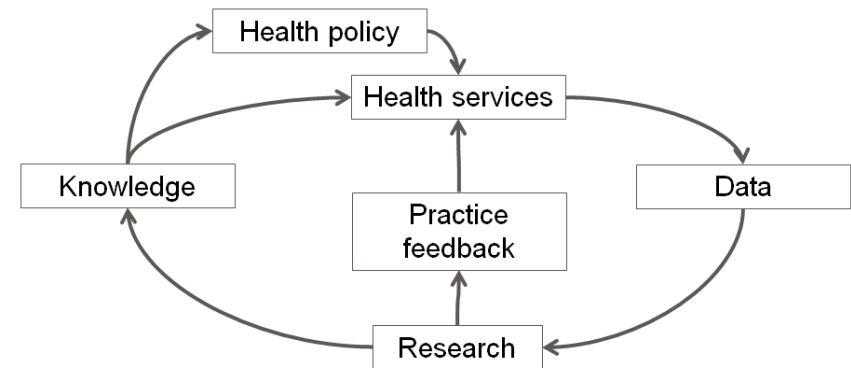 Health policy
Health services
Knowledge
Data
Practice
feedback
Research